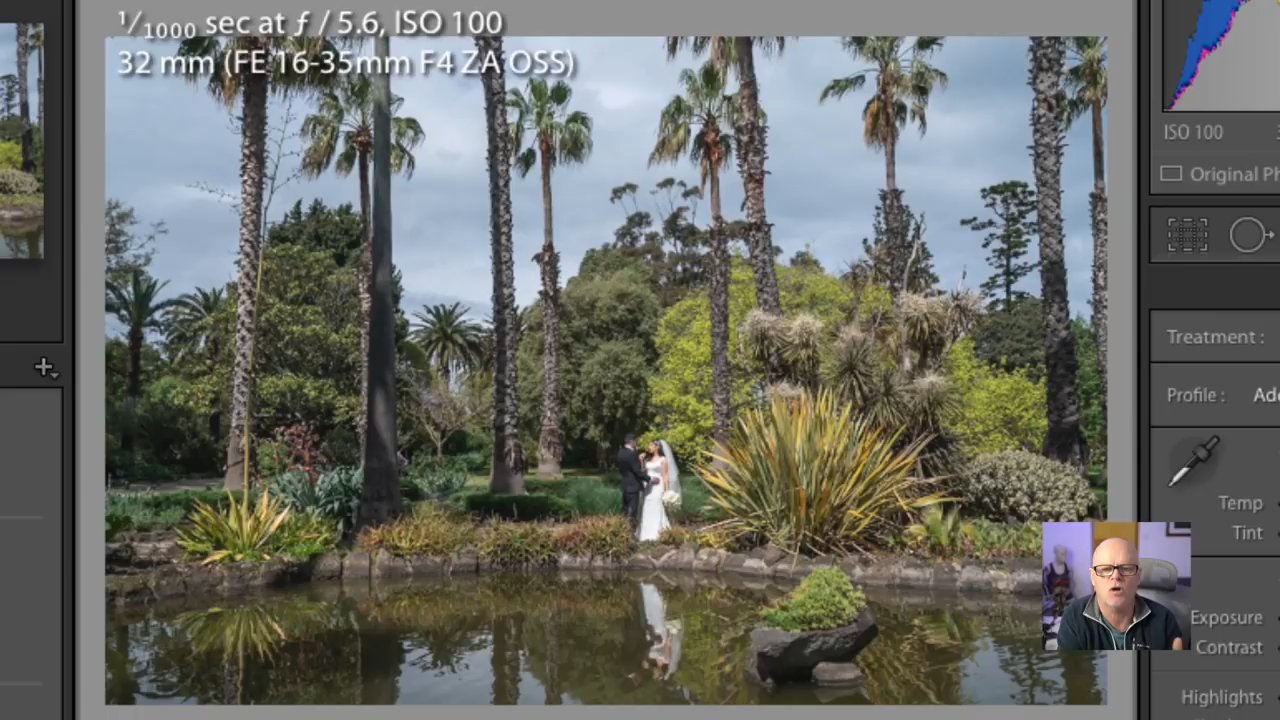 1/1000 sec at ƒ / 5.6, ISO 100
32 mm (FE 16-35mm F4 ZA OSS)
ISO 100
Original Ph
Treatment :
Profile : Ado
Temp
Tint
Exposure
Contrast
Highlights